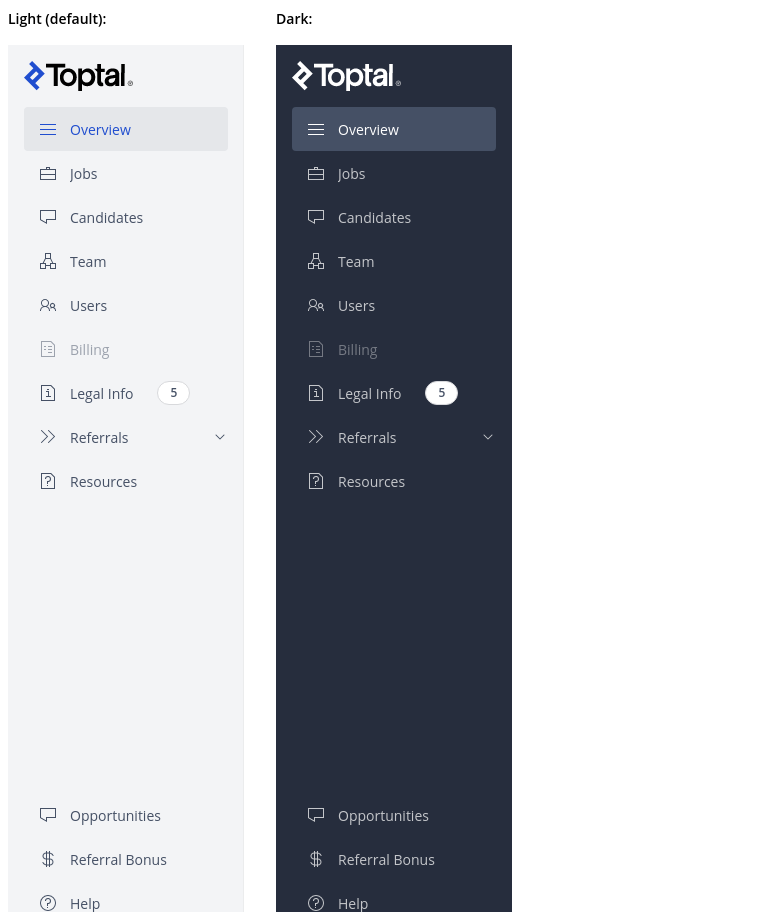 Light (default):
Toptal®
Overview
Jobs
Candidates
Team
Users
Billing
Legal Info 5
Referrals
Resources
Opportunities
Referral Bonus
Help
Dark:
Toptal®
Overview
Jobs
Candidates
Team
Users
Billing
Legal Info 5
Referrals
Resources
Opportunities
Referral Bonus
Help